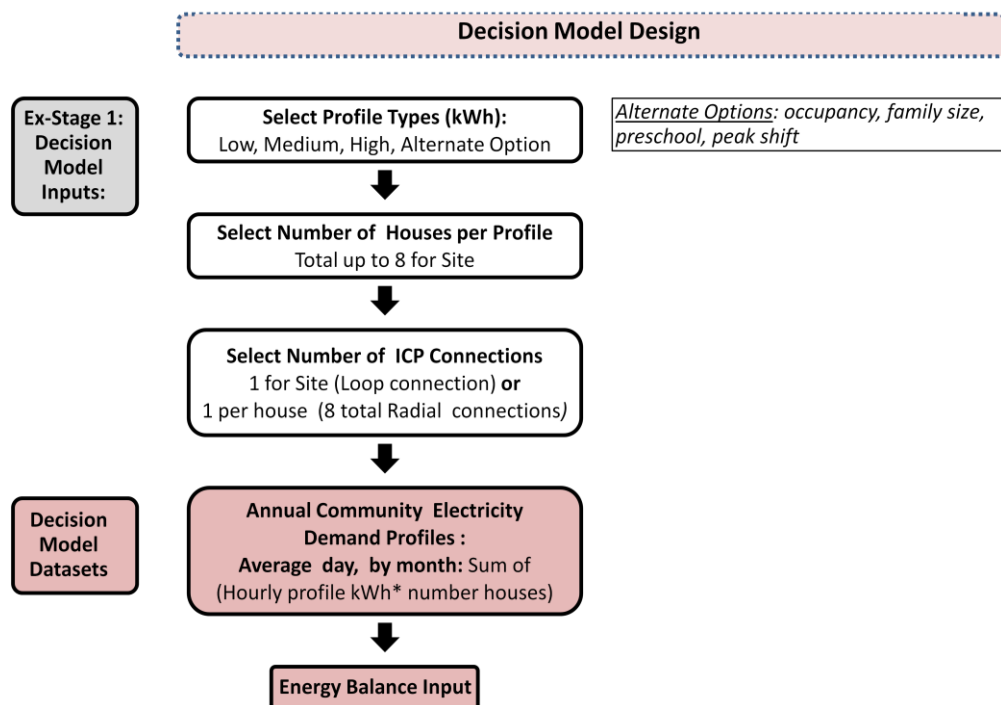 Decision Model Design
Ex-Stage 1:
Decision
Model
Inputs:
Select Profile Types (kWh):
Low, Medium, High, Alternate Option
Alternate Options: occupancy, family size,
preschool, peak shift
Select Number of Houses per Profile
Total up to 8 for Site
Select Number of ICP Connections
1 for Site (Loop connection) or
1 per house (8 total Radial connections)
Decision
Model
Datasets
Annual Community Electricity
Demand Profiles :
Average day, by month: Sum of
(Hourly profile kWh* number houses)
Energy Balance Input